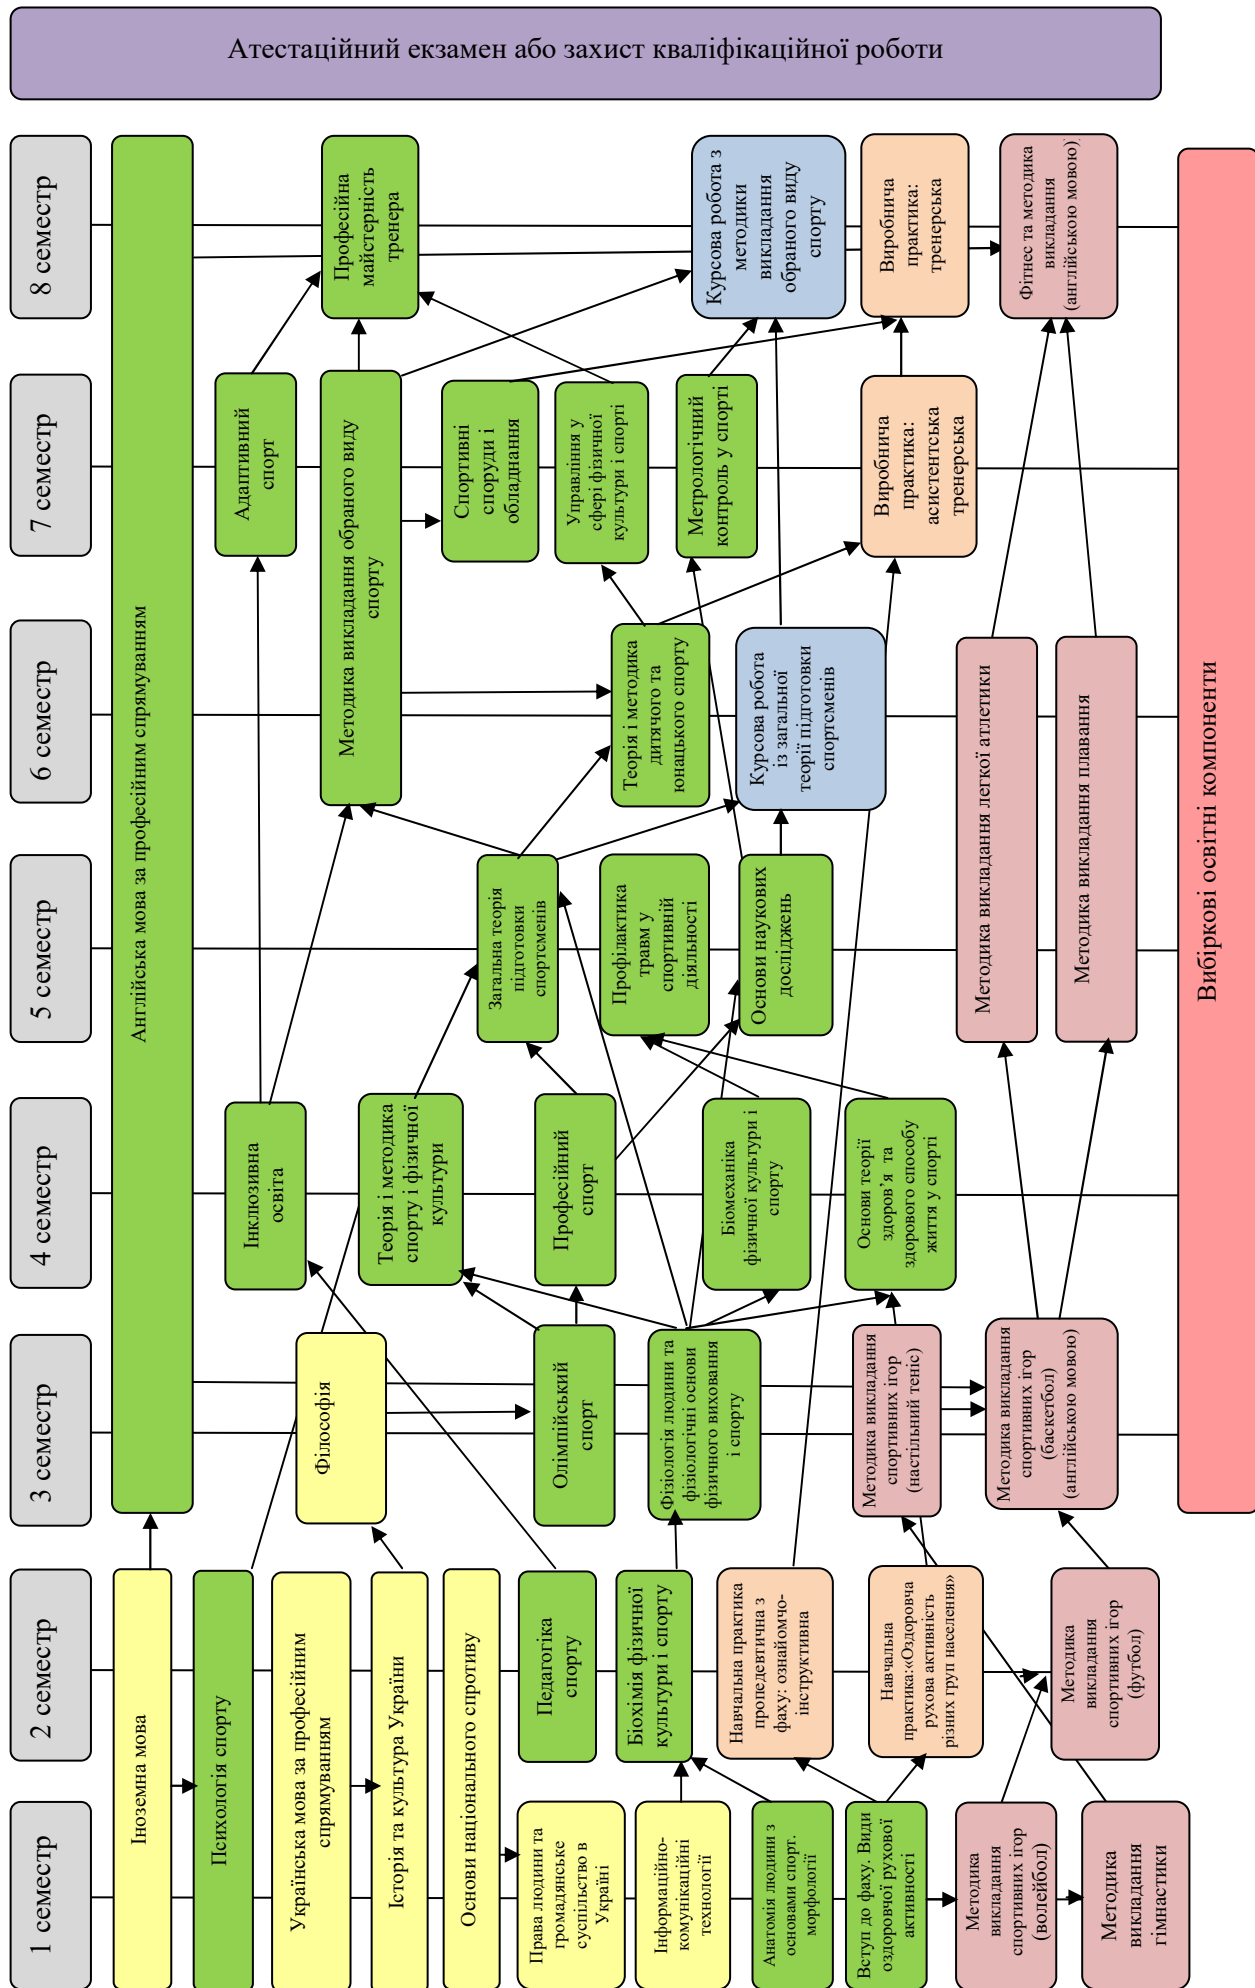 Атестаційний екзамен або захист кваліфікаційної роботи
8 семестр
7 семестр
6 семестр
5 семестр
4 семестр
3 семестр
2 семестр
1 семестр
Англійська мова за професійним спрямуванням
Професійна
майстерність
тренера
Курсова робота з
методики
викладання
обраного виду
спорту
Виробнича
практика:
тренерська
Фітнес та методика
викладання
(англійською мовою)
Адаптивний
спорт
Методика викладання обраного виду
спорту
Спортивні
споруди і
обладнання
Управління у
сфері фізичної
культури і спорті
Метрологічний
контроль у спорті
Виробнича
практика:
асистентська
тренерська
Теорія і методика
дитячого та
юнацького спорту
Курсова робота
із загальної
теорії підготовки
спортсменів
Методика викладання легкої атлетики
Методика викладання плавання
Вибіркові освітні компоненти
Загальна теорія
підготовки
спортсменів
Профілактика
травм у
спортивній
діяльності
Основи наукових
досліджень
Інклюзивна
освіта
Теорія і методика
спорту і фізичної
культури
Професійний
спорт
Біомеханіка
фізичної культури і
спорту
Основи теорії
здоров’я та
здорового способу
життя у спорті
Філософія
Олімпійський
спорт
Фізіологія людини та
фізіологічні основи
фізичного виховання
і спорту
Методика викладання
спортивних ігор
(настільний теніс)
Методика викладання
спортивних ігор
(баскетбол)
(англійською мовою)
Іноземна мова
Психологія спорту
Українська мова за професійним
спрямуванням
Історія та культура України
Основи національного спротиву
Педагогіка
спорту
Біохімія фізичної
культури і спорту
Навчальна практика
пропедевтична з
фаху: ознайомчо-
інструктивна
Навчальна
практика:«Оздоровча
рухова активність
різних груп населення»
Методика
викладання
спортивних ігор
(футбол)
Права людини та
громадянське
суспільство в
Україні
Інформаційно-
комунікаційні
технології
Анатомія людини з
основами спорт.
морфології
Вступ до фаху. Види
оздоровчої рухової
активності
Методика
викладання
спортивних ігор
(волейбол)
Методика
викладання
гімнастики